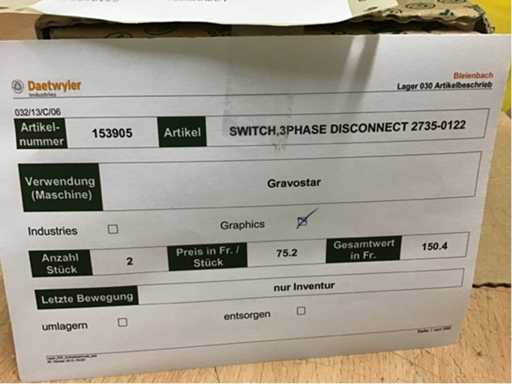 Daetwyler
Industries
Bleienbach
Lager 030 Artikelbeschrieb
032/13/C/06
Artikel-
nummer
153905
Artikel
SWITCH,3PHASE DISCONNECT 2735-0122
Verwendung
(Maschine)
Gravostar
Industries
Graphics
Anzahl
Stück
2
Preis in Fr. /
Stück
75.2
Gesamtwert
in Fr.
150.4
Letzte Bewegung
nur Inventur
umlagern
entsorgen